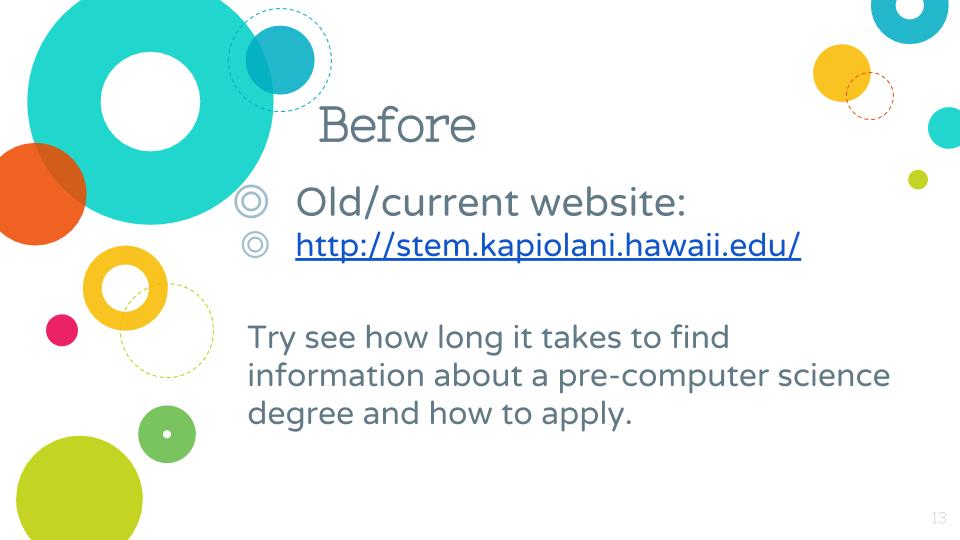 Before
Old/current website:
http://stem.kapiolani.hawaii.edu/
Try see how long it takes to find
information about a pre-computer science
degree and how to apply.
13